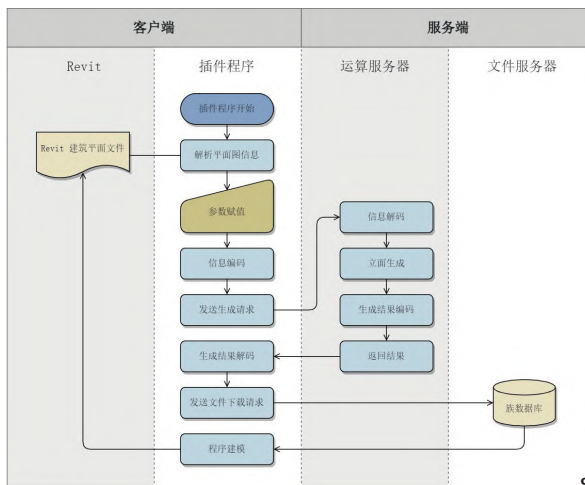 客户端
服务端
Revit
插件程序
运算服务器
文件服务器
插件程序开始
Revit 建筑平面文件
解析平面图信息
参数赋值
信息解码
信息编码
立面生成
发送生成请求
生成结果编码
生成结果解码
返回结果
发送文件下载请求
族数据库
程序建模